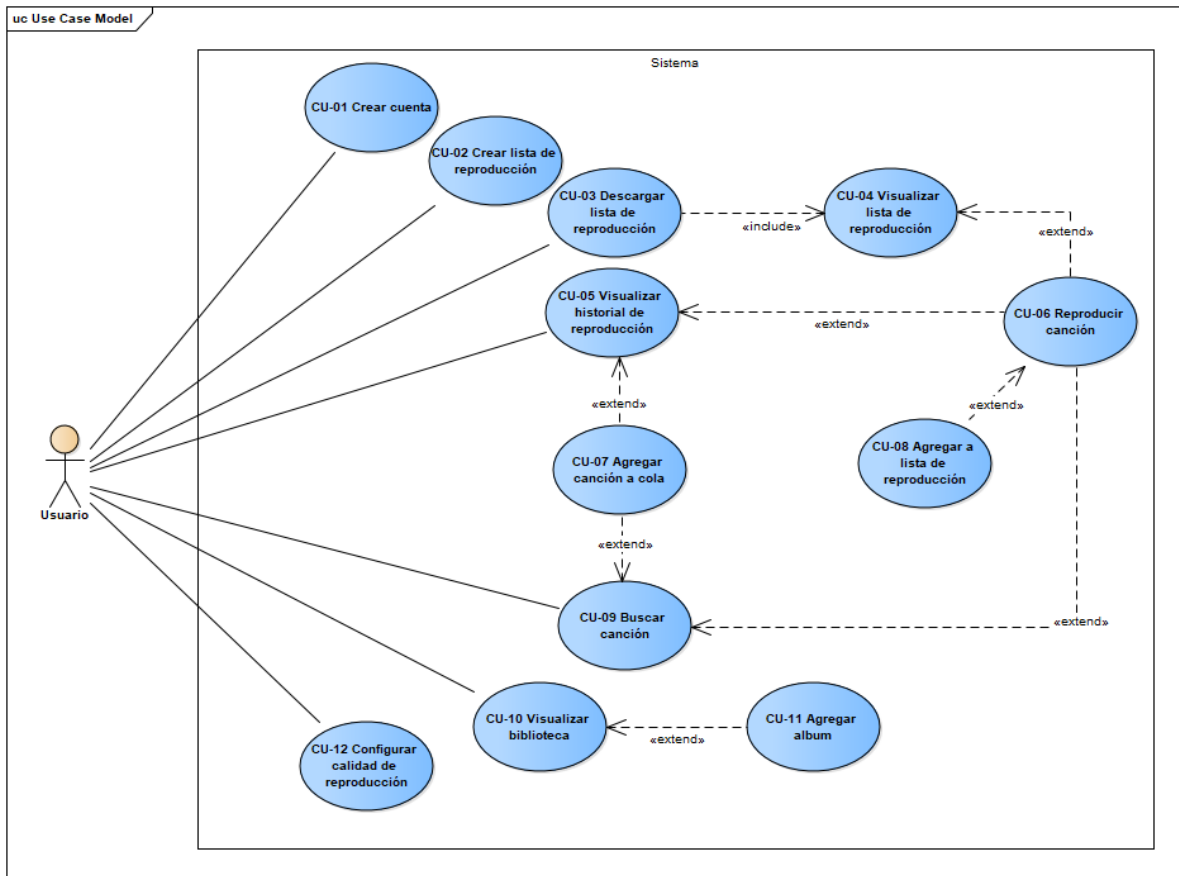 uc Use Case Model
Sistema
CU-01 Crear cuenta
CU-02 Crear lista de
reproducción
CU-03 Descargar
lista de
reproducción
«include»
CU-04 Visualizar
lista de
reproducción
«extend»
CU-05 Visualizar
historial de
reproducción
«extend»
CU-06 Reproducir
canción
«extend»
«extend»
CU-07 Agregar
canción a cola
CU-08 Agregar a
lista de
reproducción
Usuario
«extend»
CU-09 Buscar
canción
«extend»
CU-10 Visualizar
biblioteca
«extend»
CU-11 Agregar
album
CU-12 Configurar
calidad de
reproducción